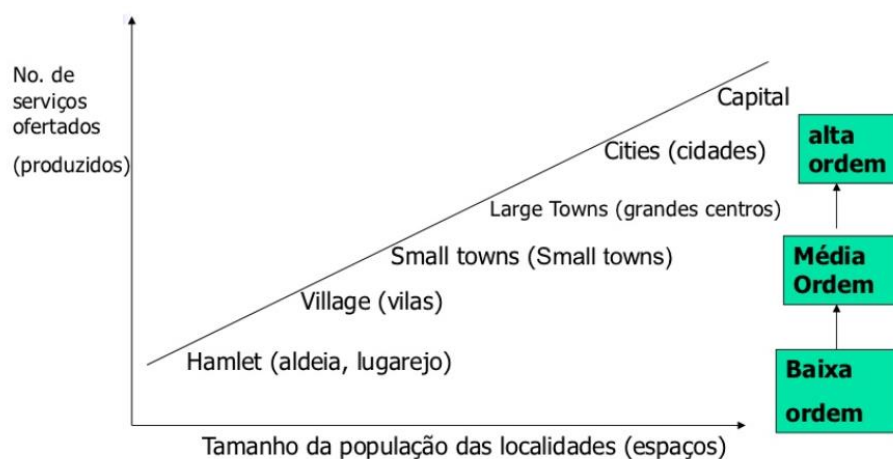 No. de
serviços
ofertados
(produzidos)
Capital
Cities (cidades)
Large Towns (grandes centros)
Small towns (Small towns)
Village (vilas)
Hamlet (aldeia, lugarejo)
Tamanho da população das localidades (espaços)
alta
ordem
Média
Ordem
Baixa
ordem